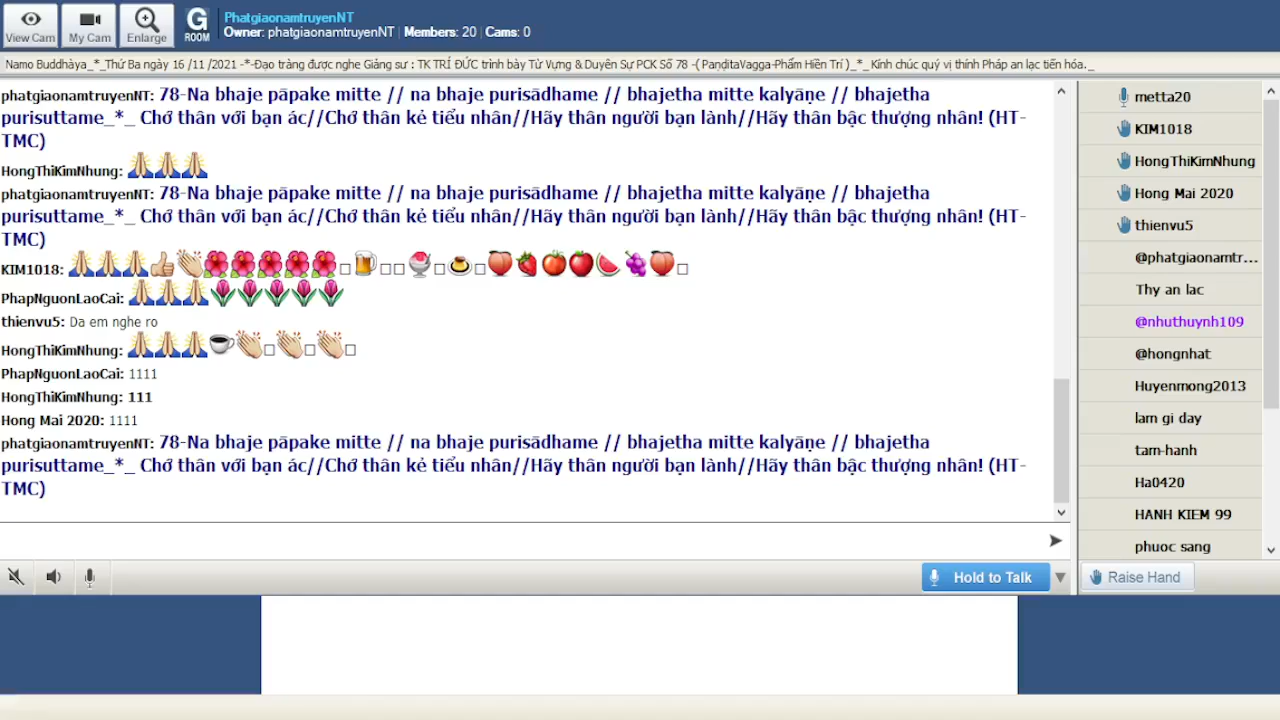 View Cam
My Cam
Enlarge
G
ROOM
PhatgiaonamtruyenNT
Owner: phatgiaonamtruyenNT | Members: 20 | Cams: 0
Namo Buddhàya_*_Thứ Ba ngày 16 /11 /2021 -*-Đạo tràng được nghe Giảng sư : TK TRÍ ĐỨC trình bày Từ Vựng & Duyên Sự PCK Số 78 -( PaṇḍitaVagga-Phẩm Hiền Trí )_*_ Kính chúc quý vị thính Pháp an lạc tiến hóa._
phatgiaonamtruyenNT: 78-Na bhaje pāpake mitte // na bhaje purisādhame // bhajetha mitte kalyāṇe // bhajetha
purisuttame_*_ Chớ thân với bạn ác//Chớ thân kẻ tiểu nhân//Hãy thân người bạn lành//Hãy thân bậc thượng nhân! (HT-
TMC)
HongThiKimNhung:
phatgiaonamtruyenNT: 78-Na bhaje pāpake mitte // na bhaje purisādhame // bhajetha mitte kalyāṇe // bhajetha
purisuttame_*_ Chớ thân với bạn ác//Chớ thân kẻ tiểu nhân//Hãy thân người bạn lành//Hãy thân bậc thượng nhân! (HT-
TMC)
KIM1018:
PhapNguonLaoCai:
thienvu5: Da em nghe ro
HongThiKimNhung:
PhapNguonLaoCai: 1111
HongThiKimNhung: 111
Hong Mai 2020: 1111
phatgiaonamtruyenNT: 78-Na bhaje pāpake mitte // na bhaje purisādhame // bhajetha mitte kalyāṇe // bhajetha
purisuttame_*_ Chớ thân với bạn ác//Chớ thân kẻ tiểu nhân//Hãy thân người bạn lành//Hãy thân bậc thượng nhân! (HT-
TMC)
Hold to Talk
metta20
KIM1018
HongThiKimNhung
Hong Mai 2020
thienvu5
@phatgiaonamtr...
Thy an lac
@nhuthuynh109
@hongnhat
Huyenmong2013
lam gi day
tam-hanh
Ha0420
HANH KIEM 99
phuoc sang
Raise Hand